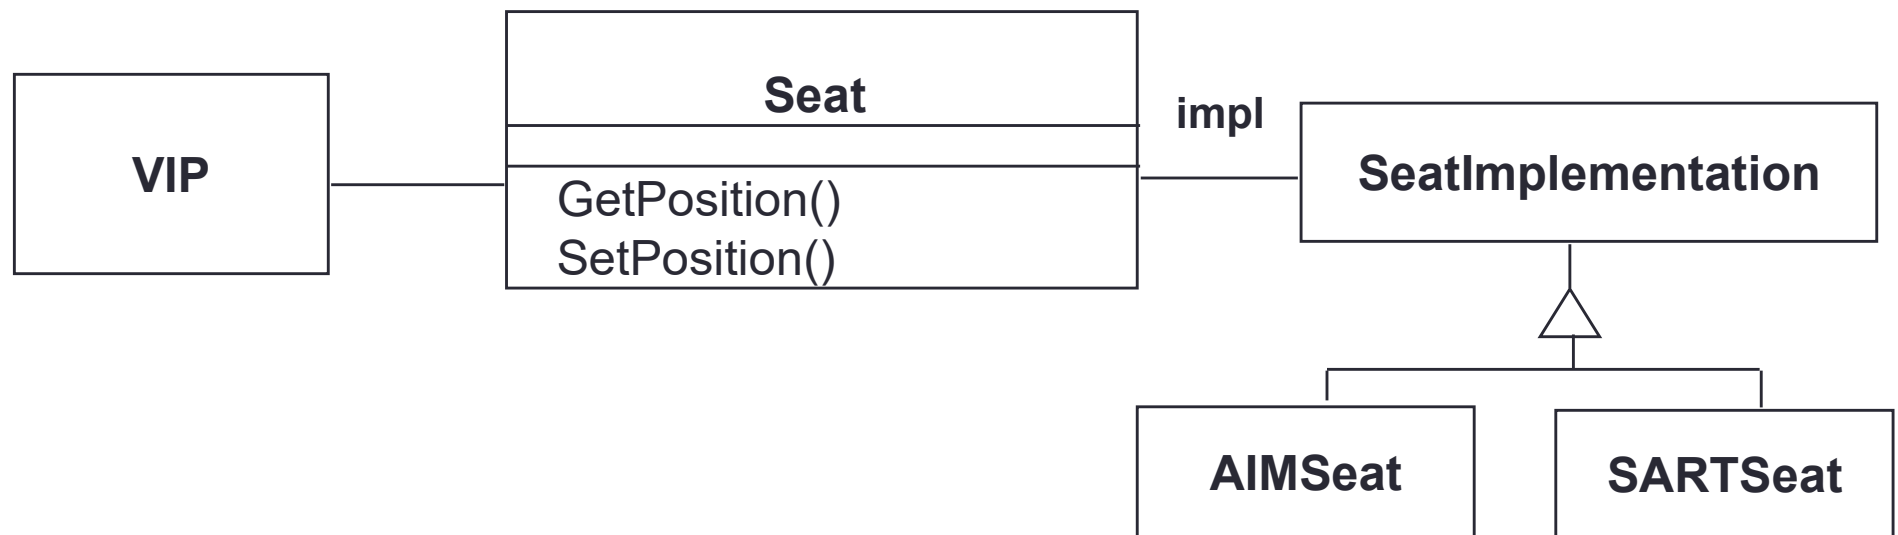 VIP
Seat
GetPosition()
SetPosition()
impl
SeatImplementation
AIMSeat
SARTSeat